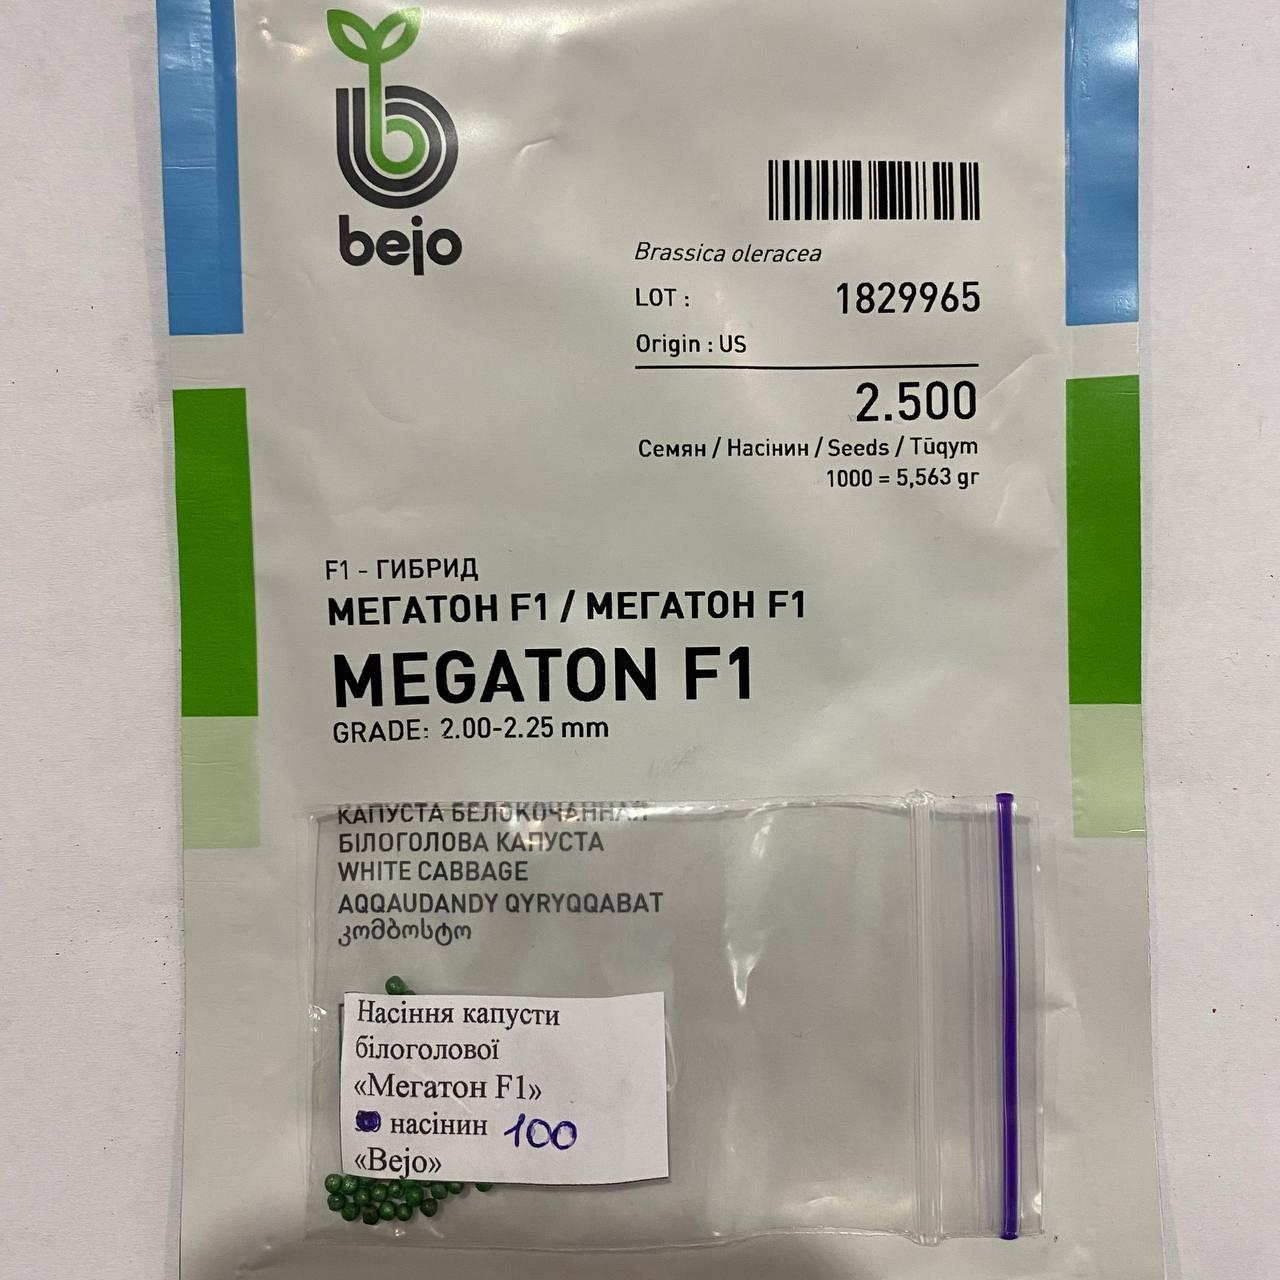 bejo
Brassica oleracea
LOT : 1829965
Origin : US
2.500
Семян / Насінин / Seeds / Tūqym
1000 = 5,563 gr
F1 - ГИБРИД
МЕГАТОН F1 / МЕГАТОН F1
MEGATON F1
GRADE: 2.00-2.25 mm
КАПУСТА БЕЛОКОЧАННАЯ
БІЛОГОЛОВА КАПУСТА
WHITE CABBAGE
AQQAUDANDY QYRYQQABAT
კომბოსტო
Насіння капусти
білоголової
«Мегатон F1»
насінин 100
«Bejo»